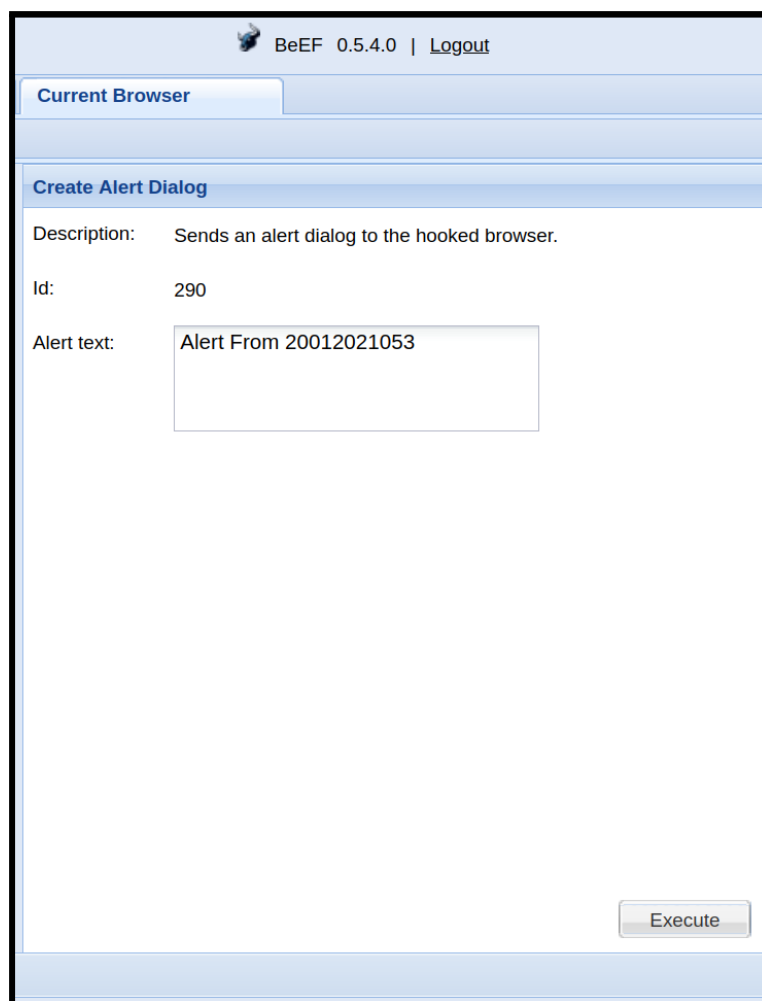 BeEF 0.5.4.0 | Logout
Current Browser
Create Alert Dialog
Description: Sends an alert dialog to the hooked browser.
Id: 290
Alert text: Alert From 20012021053
Execute